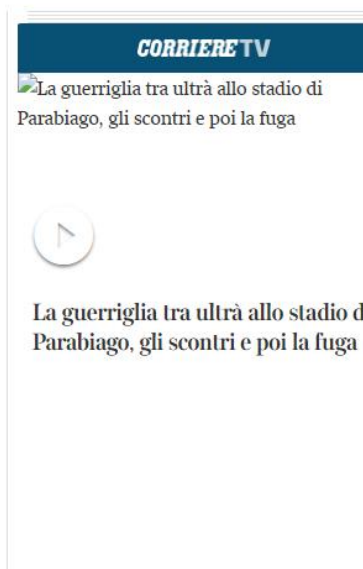 CORRIERE TV
La guerriglia tra ultrà allo stadio di
Parabiago, gli scontri e poi la fuga
La guerriglia tra ultrà allo stadio d
Parabiago, gli scontri e poi la fuga